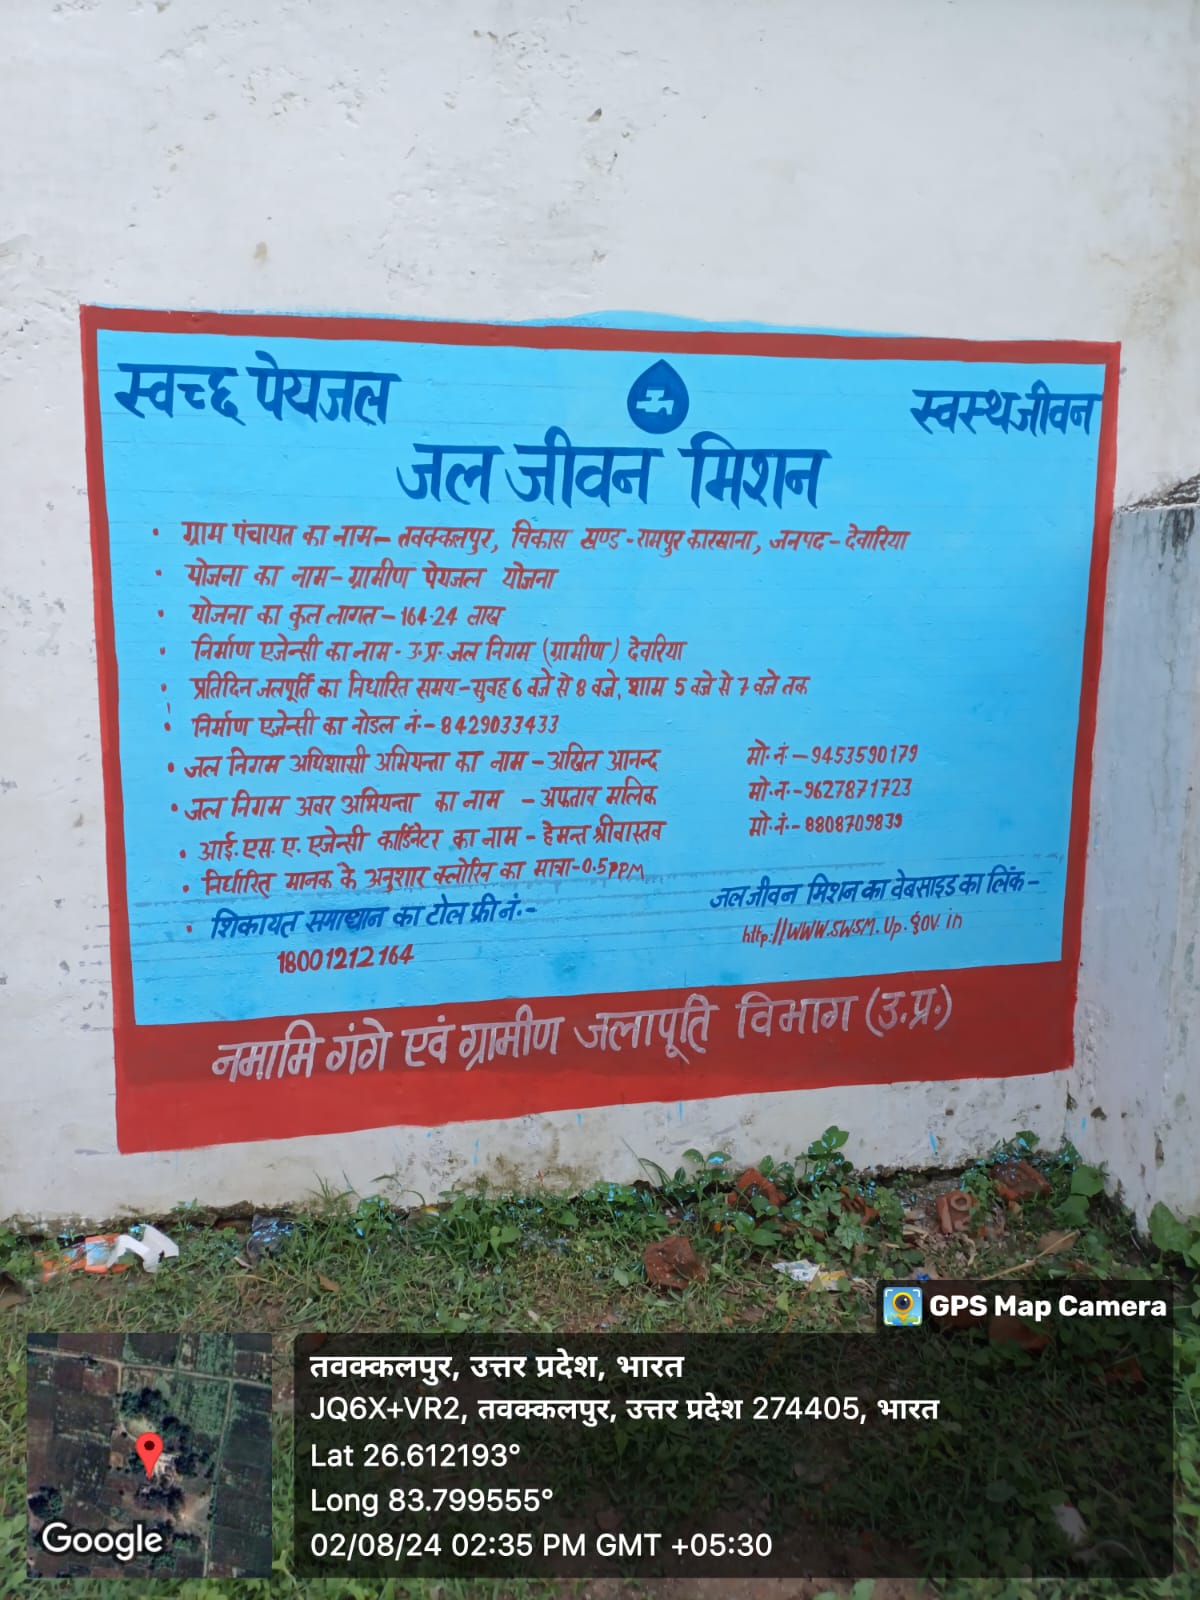 स्वच्छ पेयजल
स्वस्थ जीवन
जल जीवन मिशन
• ग्राम पंचायत का नाम – तवक्कलपुर, विकास खण्ड - रामपुर कारखाना, जनपद - देवारिया
• योजना का नाम - ग्रामीण पेयजल योजना
• योजना का कुल लागत - 164.24 लाख
• निर्माण एजेन्सी का नाम - उ.प्र. जल निगम (ग्रामीण) देवरिया
• प्रतिदिन जलपूर्ति का निर्धारित समय - सुबह 6 बजे से 8 बजे, शाम 5 बजे से 7 बजे तक
• निर्माण एजेन्सी का नोडल नं - 8429033433
• जल निगम अधिशासी अभियन्ता का नाम - अखिल आनन्द मो.नं - 9453590179
• जल निगम अवर अभियन्ता का नाम - अफताब मलिक मो.नं. - 9627871723
• आई.एस.ए. एजेन्सी कार्डिनेटर का नाम - हेमन्त श्रीवास्तव मो.नं. - 8808709839
• निर्धारित मानक के अनुशार क्लोरिन का मात्रा - 0.5 PPM
• शिकायत समाधान का टोल फ्री नं. -
18001212164
जल जीवन मिशन का वेबसाइड का लिंक -
http://WWW.SWSM.Up.gov.in
नमामि गंगे एवं ग्रामीण जलापूर्ति विभाग (उ.प्र.)
GPS Map Camera
तवक्कलपुर, उत्तर प्रदेश, भारत
JQ6X+VR2, तवक्कलपुर, उत्तर प्रदेश 274405, भारत
Lat 26.612193°
Long 83.799555°
02/08/24 02:35 PM GMT +05:30
Google